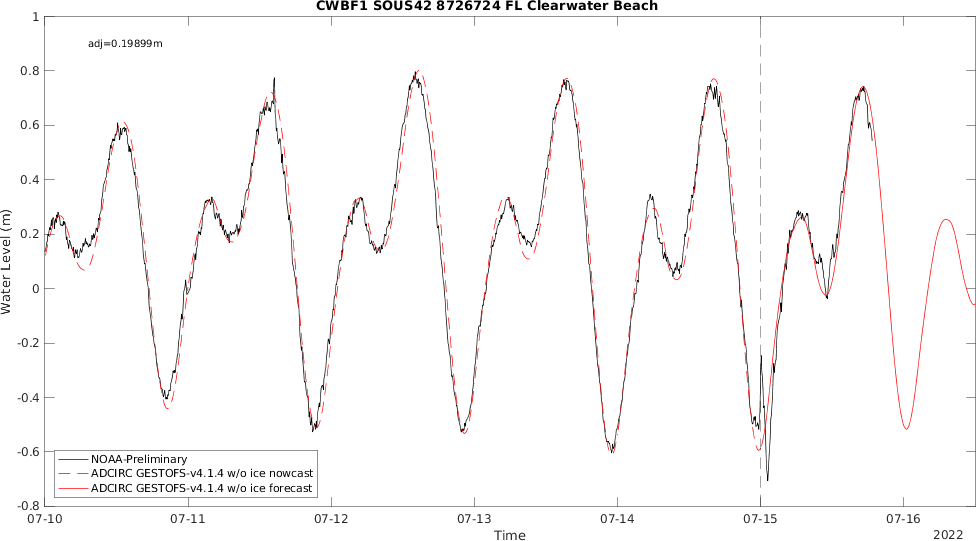 CWBF1 SOUS42 8726724 FL Clearwater Beach
adj=0.19899m
1
0.8
0.6
0.4
0.2
0
-0.2
-0.4
-0.6
-0.8
Water Level (m)
NOAA-Preliminary
ADCIRC GESTOFS-v4.1.4 w/o ice nowcast
ADCIRC GESTOFS-v4.1.4 w/o ice forecast
07-10 07-11 07-12 07-13 07-14 07-15 07-16
Time
2022